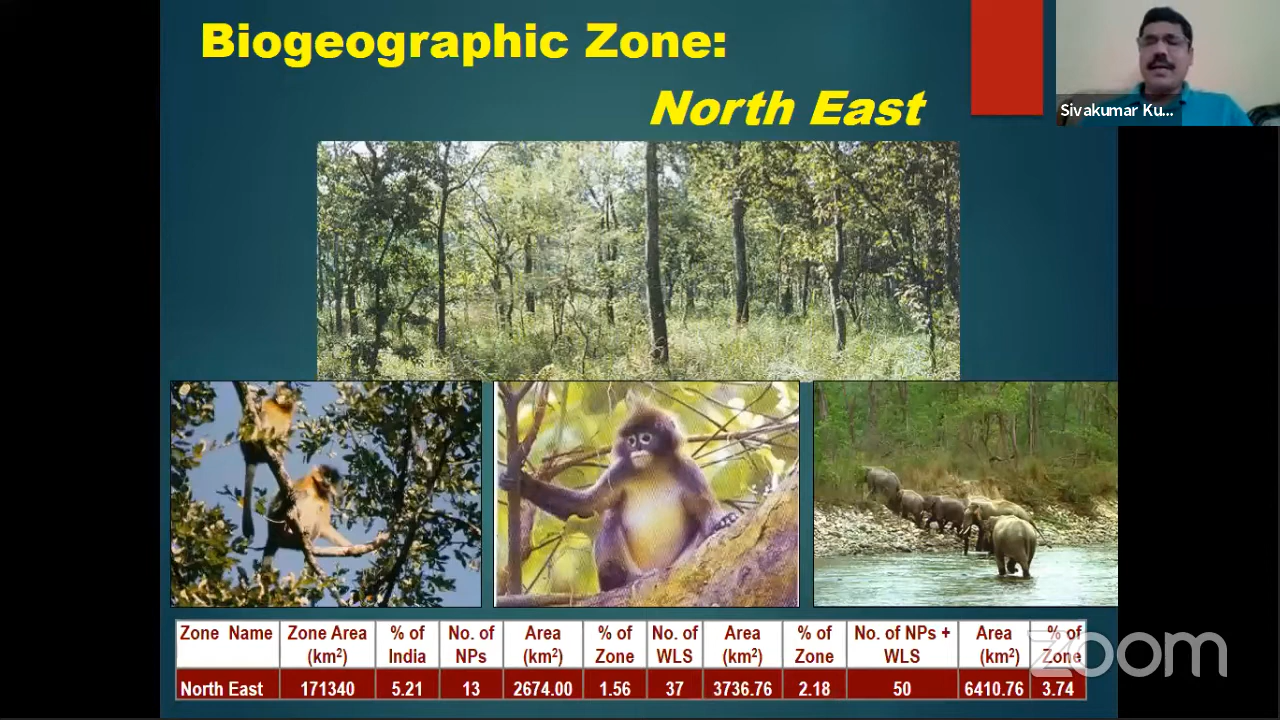 Biogeographic Zone:
North East
Sivakumar Ku...
Zone Name Zone Area (km²) % of India No. of NPs Area (km²) % of Zone No. of WLS Area (km²) % of Zone No. of NPs + WLS Area (km²) % of Zone
North East 171340 5.21 13 2674.00 1.56 37 3736.76 2.18 50 6410.76 3.74
zoom